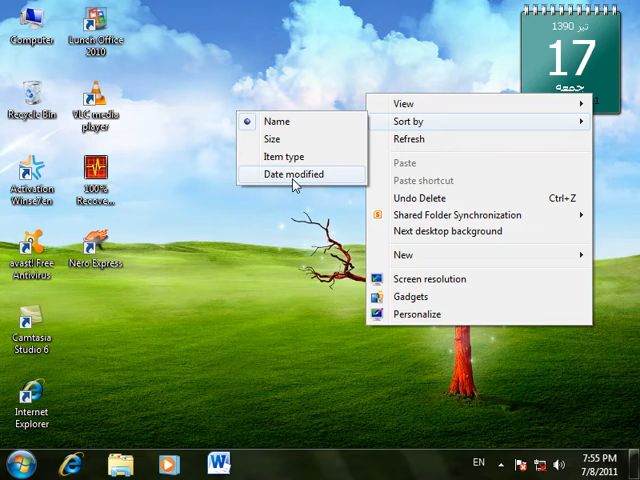 Computer
Lunch Office
2010
Recycle Bin
VLC media
player
Activation
Winse7en
100%
Recove...
avast! Free
Antivirus
Nero Express
Camtasia
Studio 6
Internet
Explorer
تیر 1390
17
جمعه
Name
Size
Item type
Date modified
View
Sort by
Refresh
Paste
Paste shortcut
Undo Delete Ctrl+Z
Shared Folder Synchronization
Next desktop background
New
Screen resolution
Gadgets
Personalize
EN
7:55 PM
7/8/2011